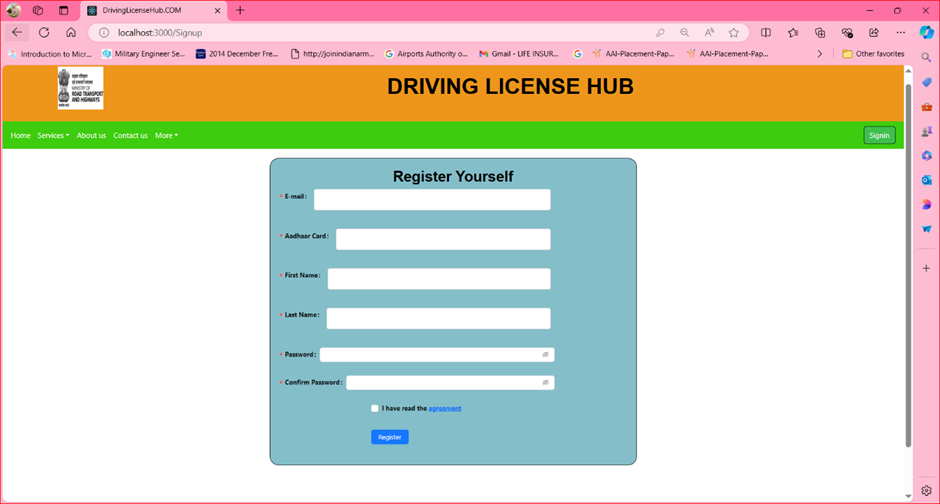 DrivingLicenseHub.COM
localhost:3000/Signup
Introduction to Micr... Military Engineer Se... 2014 December Fre... http://joinindianarm... Airports Authority o... Gmail - LIFE INSUR... AAI-Placement-Pap... AAI-Placement-Pap... Other favorites
MINISTRY OF
ROAD TRANSPORT
AND HIGHWAYS
DRIVING LICENSE HUB
Home Services About us Contact us More Signin
Register Yourself
* E-mail:
* Aadhaar Card:
* First Name:
* Last Name:
* Password:
* Confirm Password:
I have read the agreement
Register